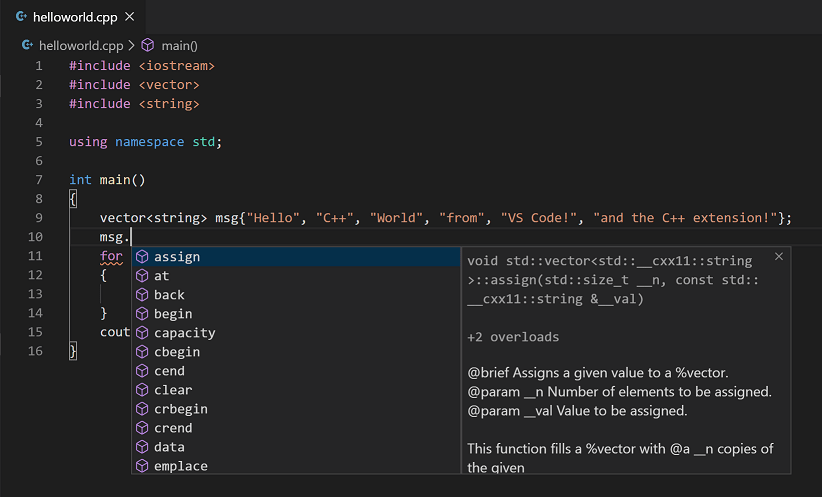 helloworld.cpp
helloworld.cpp > main()
1 #include <iostream>
2 #include <vector>
3 #include <string>
4
5 using namespace std;
6
7 int main()
8 {
9 vector<string> msg{"Hello", "C++", "World", "from", "VS Code!", "and the C++ extension!"};
10 msg.
11 for
12 {
13
14 }
15 cout
16 }
assign
at
back
begin
capacity
cbegin
cend
clear
crbegin
crend
data
emplace
void std::vector<std::__cxx11::string
>::assign(std::size_t __n, const std::
__cxx11::string &__val)
+2 overloads
@brief Assigns a given value to a %vector.
@param __n Number of elements to be assigned.
@param __val Value to be assigned.
This function fills a %vector with @a __n copies of
the given